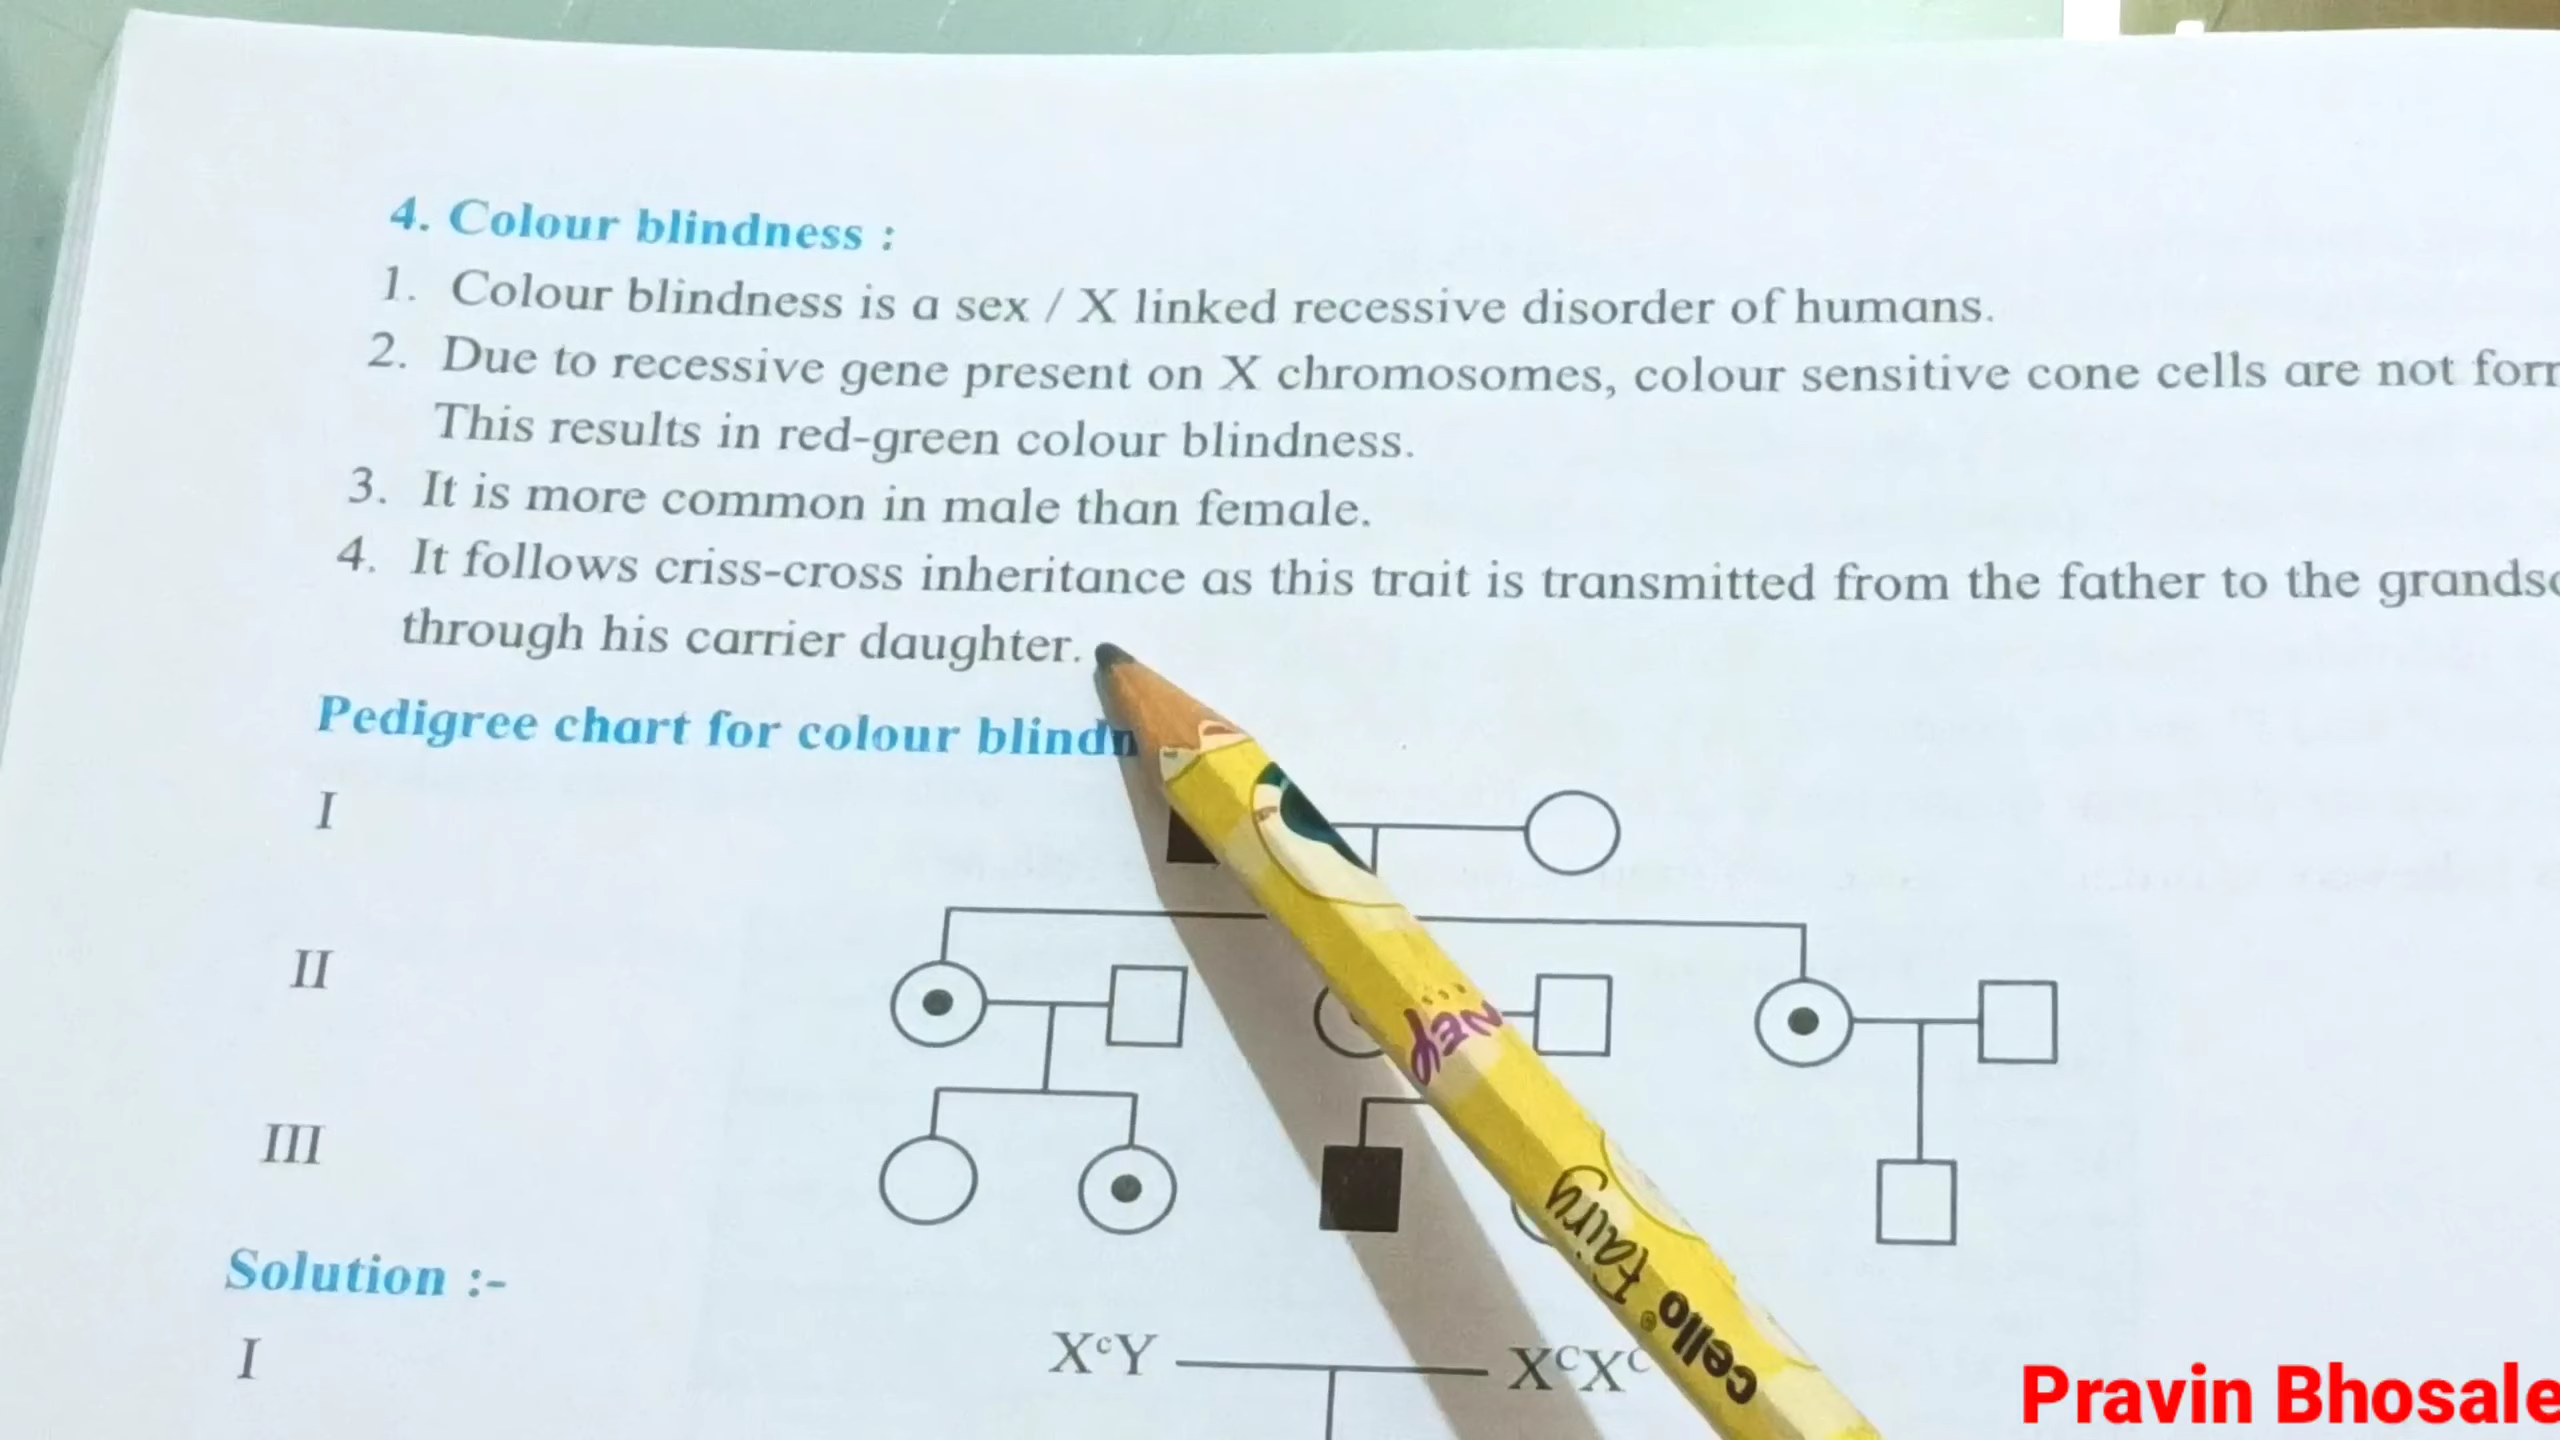 4. Colour blindness :
1. Colour blindness is a sex / X linked recessive disorder of humans.
2. Due to recessive gene present on X chromosomes, colour sensitive cone cells are not
This results in red-green colour blindness.
3. It is more common in male than female.
4. It follows criss-cross inheritance as this trait is transmitted from the father to the
through his carrier daughter.
Pedigree chart for colour
I
II
III
Solution :-
I
XᶜY
XᶜXᶜ
NEW
Fairy
cello
Pravin Bhosale